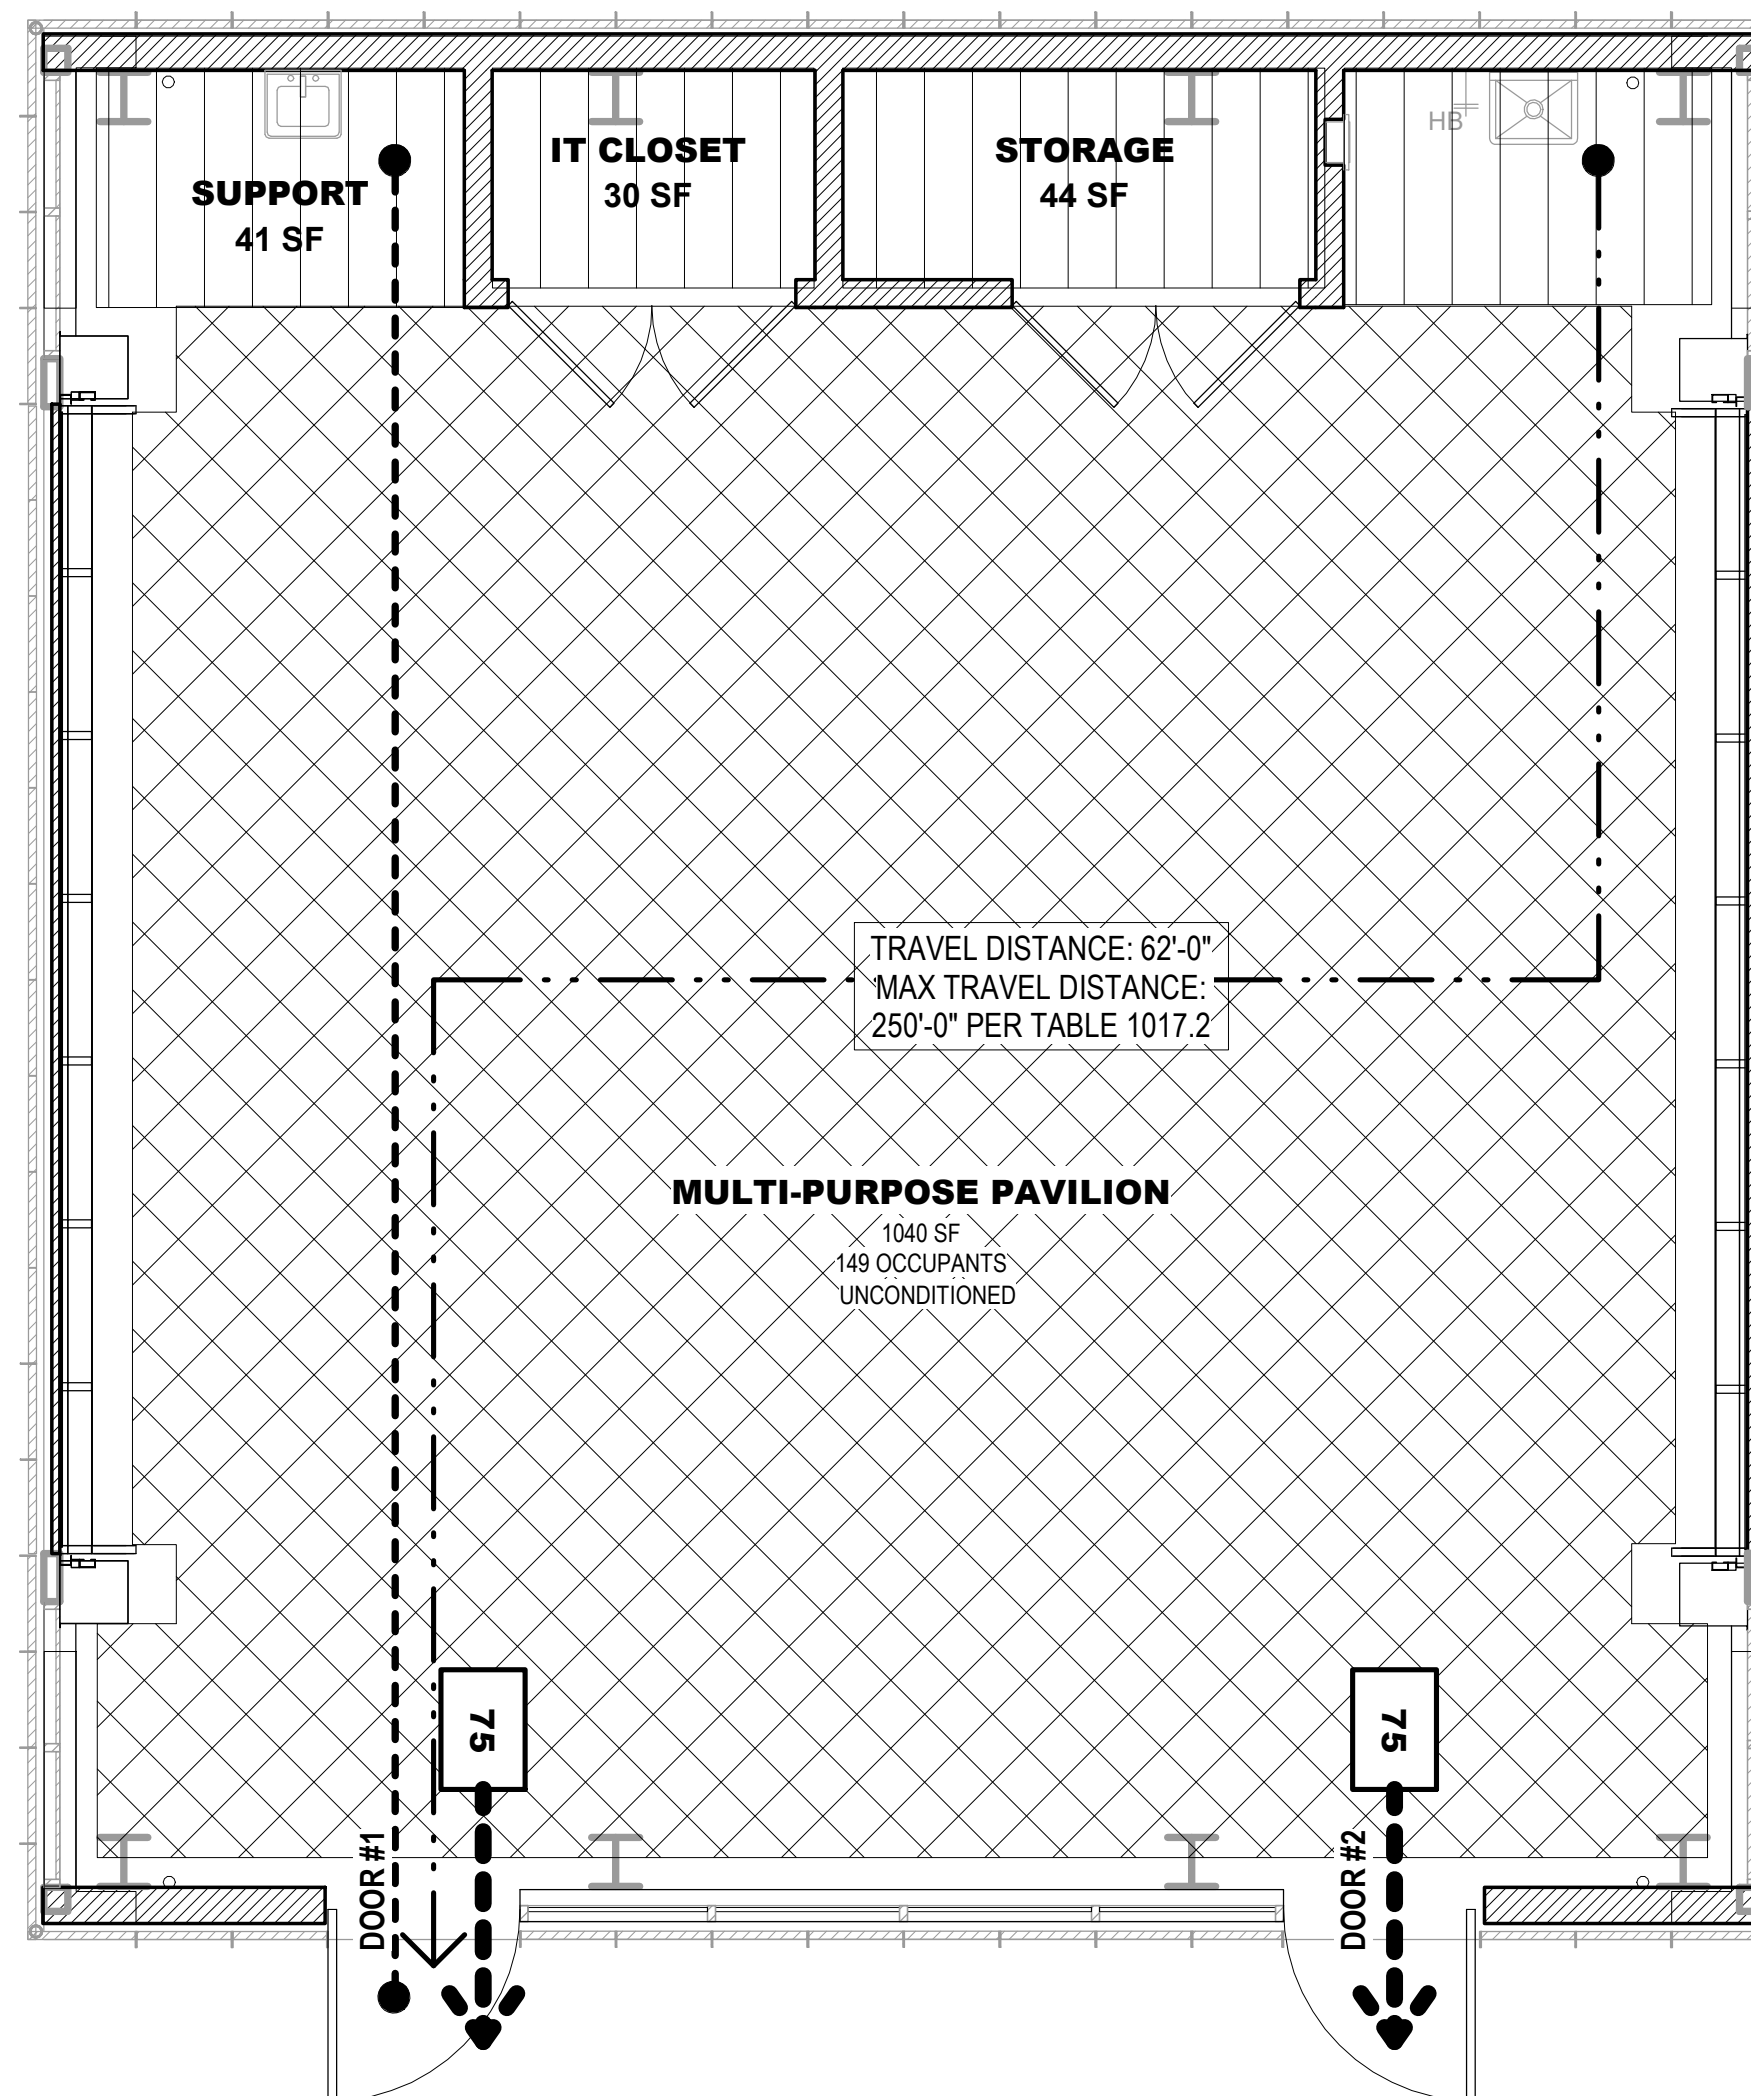 IT CLOSET
30 SF
STORAGE
44 SF
HB
SUPPORT
41 SF
TRAVEL DISTANCE: 62'-0"
MAX TRAVEL DISTANCE:
250'-0" PER TABLE 1017.2
MULTI-PURPOSE PAVILION
1040 SF
149 OCCUPANTS
UNCONDITIONED
75
75
DOOR #1
DOOR #2